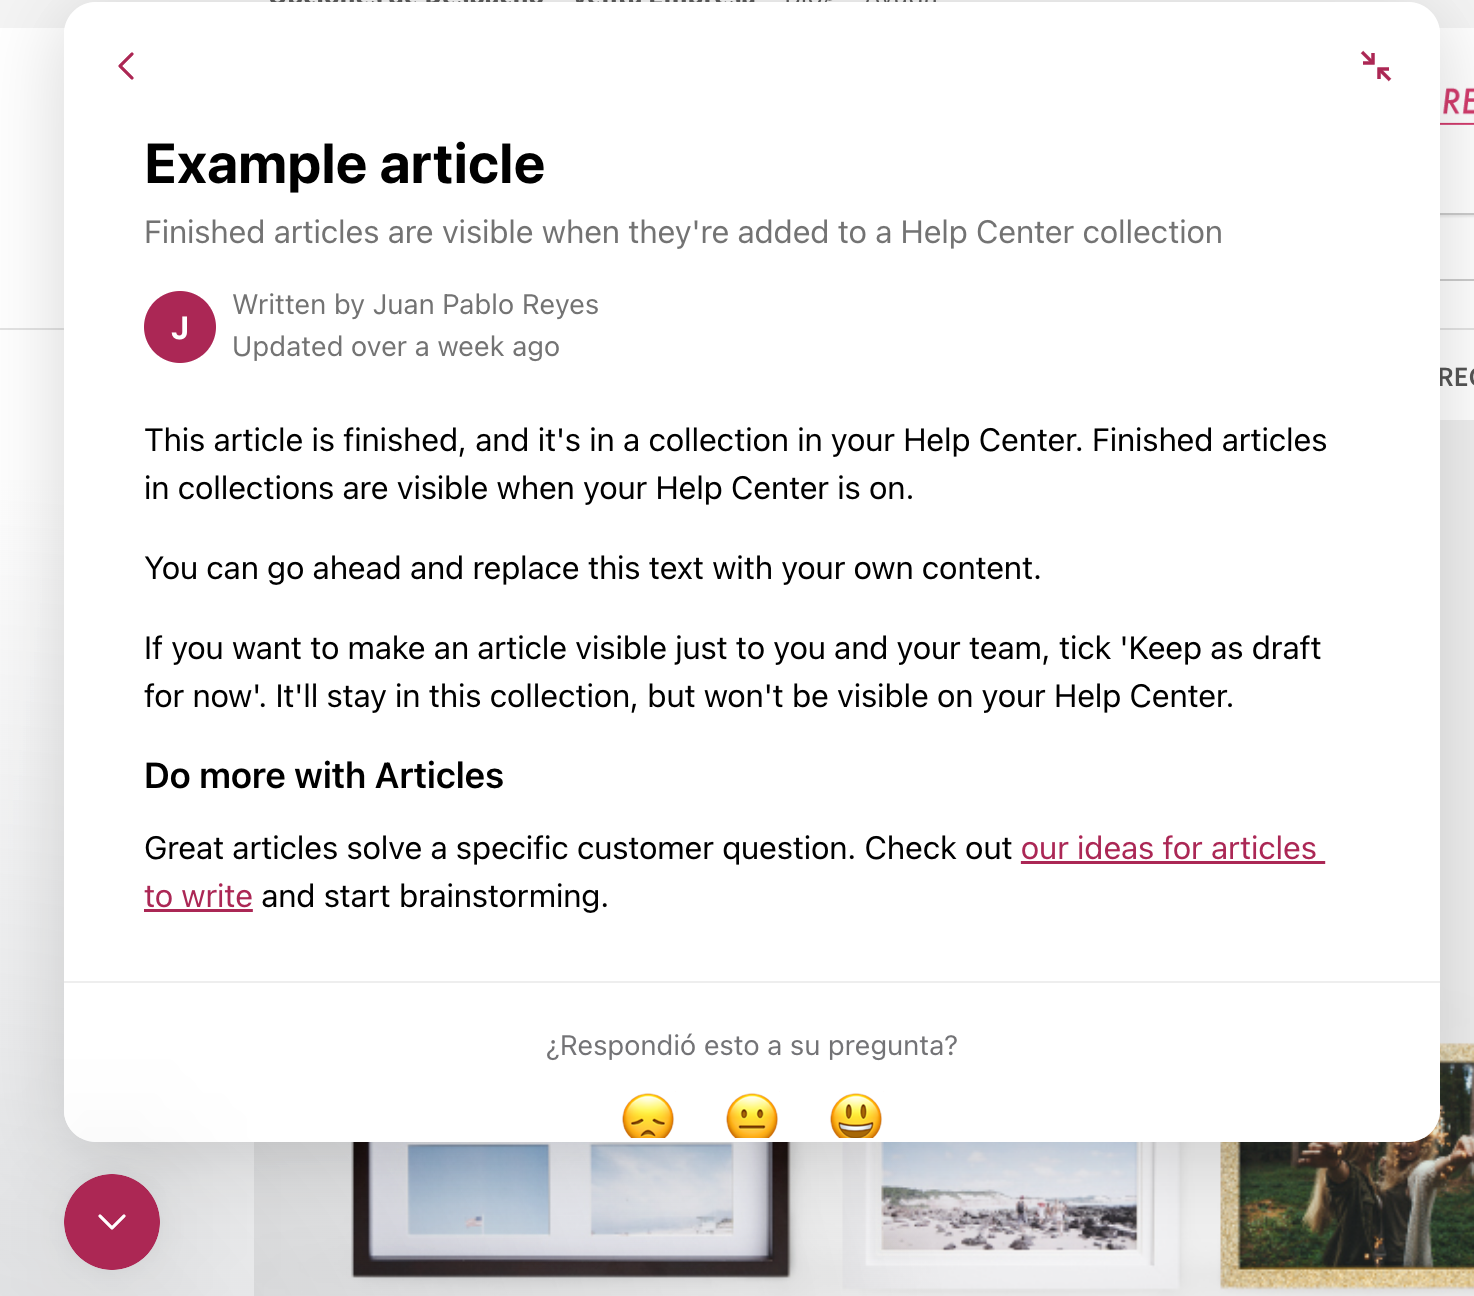 Example article
Finished articles are visible when they're added to a Help Center collection
J
Written by Juan Pablo Reyes
Updated over a week ago
This article is finished, and it's in a collection in your Help Center. Finished articles
in collections are visible when your Help Center is on.
You can go ahead and replace this text with your own content.
If you want to make an article visible just to you and your team, tick 'Keep as draft
for now'. It'll stay in this collection, but won't be visible on your Help Center.
Do more with Articles
Great articles solve a specific customer question. Check out our ideas for articles
to write and start brainstorming.
¿Respondió esto a su pregunta?